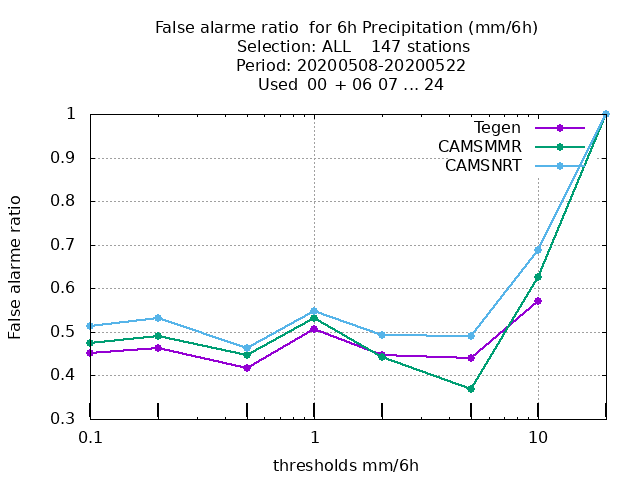 False alarme ratio  for 6h Precipitation (mm/6h)
Selection: ALL    147 stations
Period: 20200508-20200522
Used  00 + 06 07 ... 24
1
0.9
0.8
0.7
0.6
0.5
0.4
0.3
False alarme ratio
Tegen
CAMSMMR
CAMSNRT
0.1 1 10
thresholds mm/6h